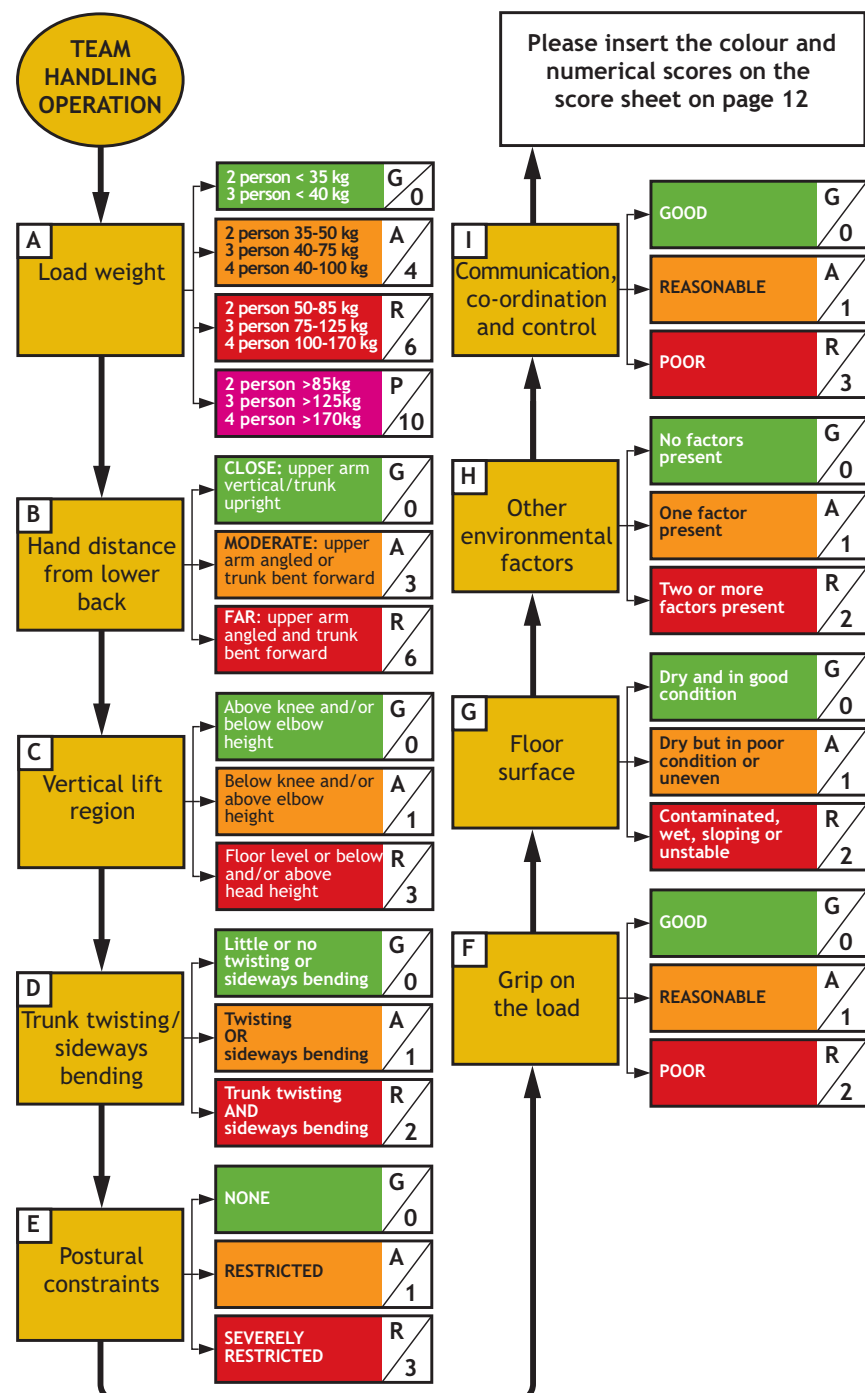 TEAM
HANDLING
OPERATION
A
Load weight
2 person < 35 kg
3 person < 40 kg
G
0
2 person 35-50 kg
3 person 40-75 kg
4 person 40-100 kg
A
4
2 person 50-85 kg
3 person 75-125 kg
4 person 100-170 kg
R
6
2 person >85kg
3 person >125kg
4 person >170kg
P
10
B
Hand distance
from lower
back
CLOSE: upper arm
vertical/trunk
upright
G
0
MODERATE: upper
arm angled or
trunk bent forward
A
3
FAR: upper arm
angled and trunk
bent forward
R
6
C
Vertical lift
region
Above knee and/or
below elbow
height
G
0
Below knee and/or
above elbow
height
A
1
Floor level or below
and/or above
head height
R
3
D
Trunk twisting/
sideways
bending
Little or no
twisting or
sideways bending
G
0
Twisting
OR
sideways bending
A
1
Trunk twisting
AND
sideways bending
R
2
E
Postural
constraints
NONE
G
0
RESTRICTED
A
1
SEVERELY
RESTRICTED
R
3
F
Grip on
the load
GOOD
G
0
REASONABLE
A
1
POOR
R
2
G
Floor
surface
Dry and in good
condition
G
0
Dry but in poor
condition or
uneven
A
1
Contaminated,
wet, sloping or
unstable
R
2
H
Other
environmental
factors
No factors
present
G
0
One factor
present
A
1
Two or more
factors present
R
2
I
Communication,
co-ordination
and control
GOOD
G
0
REASONABLE
A
1
POOR
R
3
Please insert the colour and
numerical scores on the
score sheet on page 12